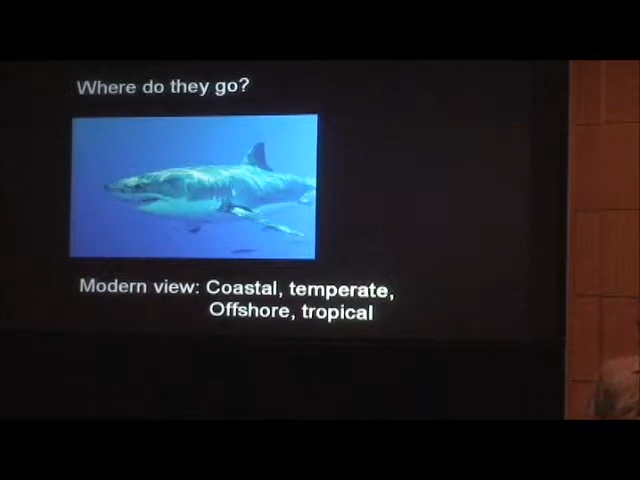 Where do they go?
Modern view: Coastal, temperate,
Offshore, tropical